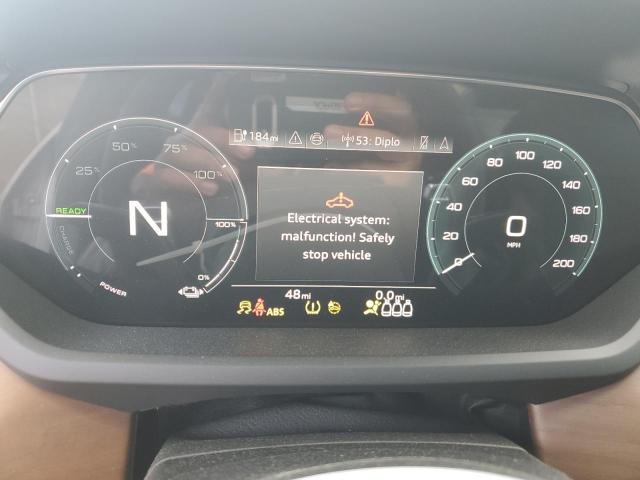 184mi 53: Diplo
25% 50% 75% 100%
READY
N
100%
CHARGE
0%
POWER
Electrical system:
malfunction! Safely
stop vehicle
0 20 40 60 80 100 120 140 160 180 200
0
MPH
48mi 0.0mi
ABS